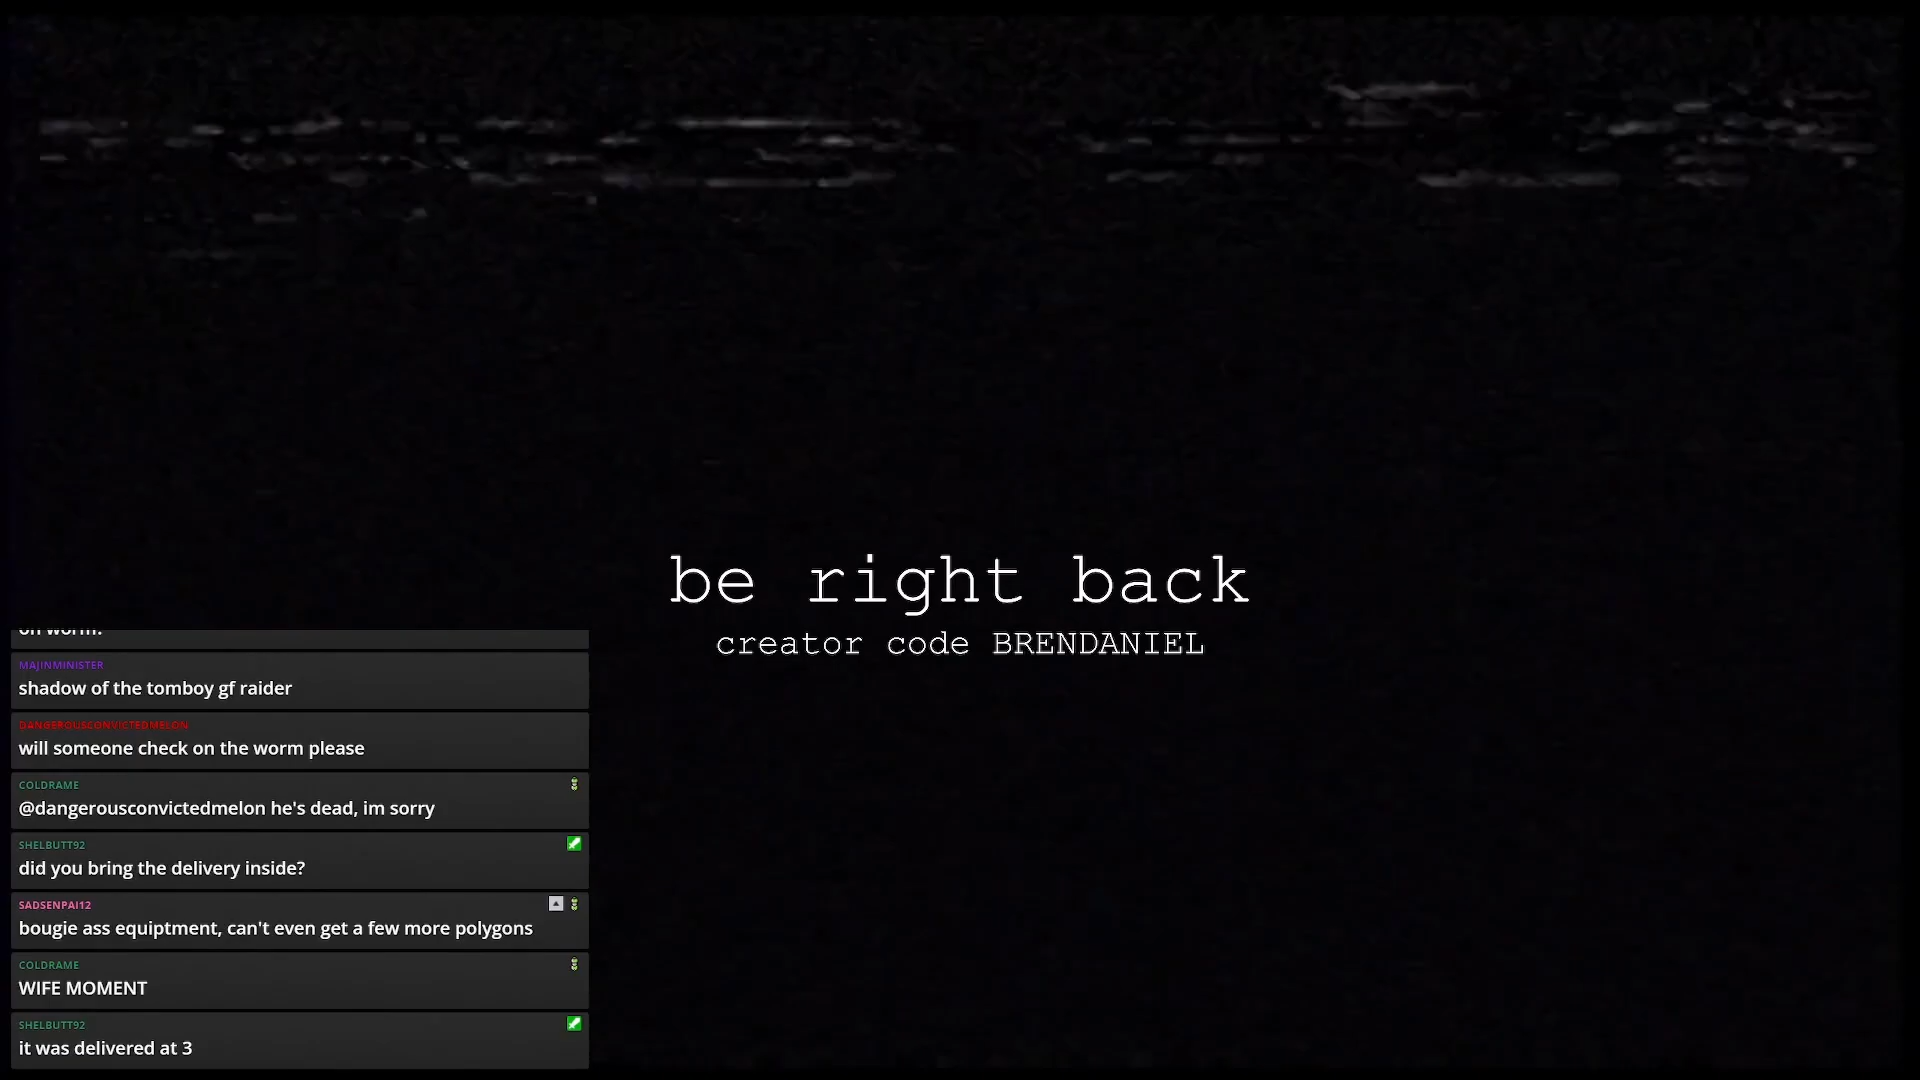 be right back
creator code BRENDANIEL
on worm.
MAJINMINISTER
shadow of the tomboy gf raider
DANGEROUSCONVICTEDMELON
will someone check on the worm please
COLDRAME
@dangerousconvictedmelon he's dead, im sorry
SHELBUTT92
did you bring the delivery inside?
SADSENPAI12
bougie ass equiptment, can't even get a few more polygons
COLDRAME
WIFE MOMENT
SHELBUTT92
it was delivered at 3